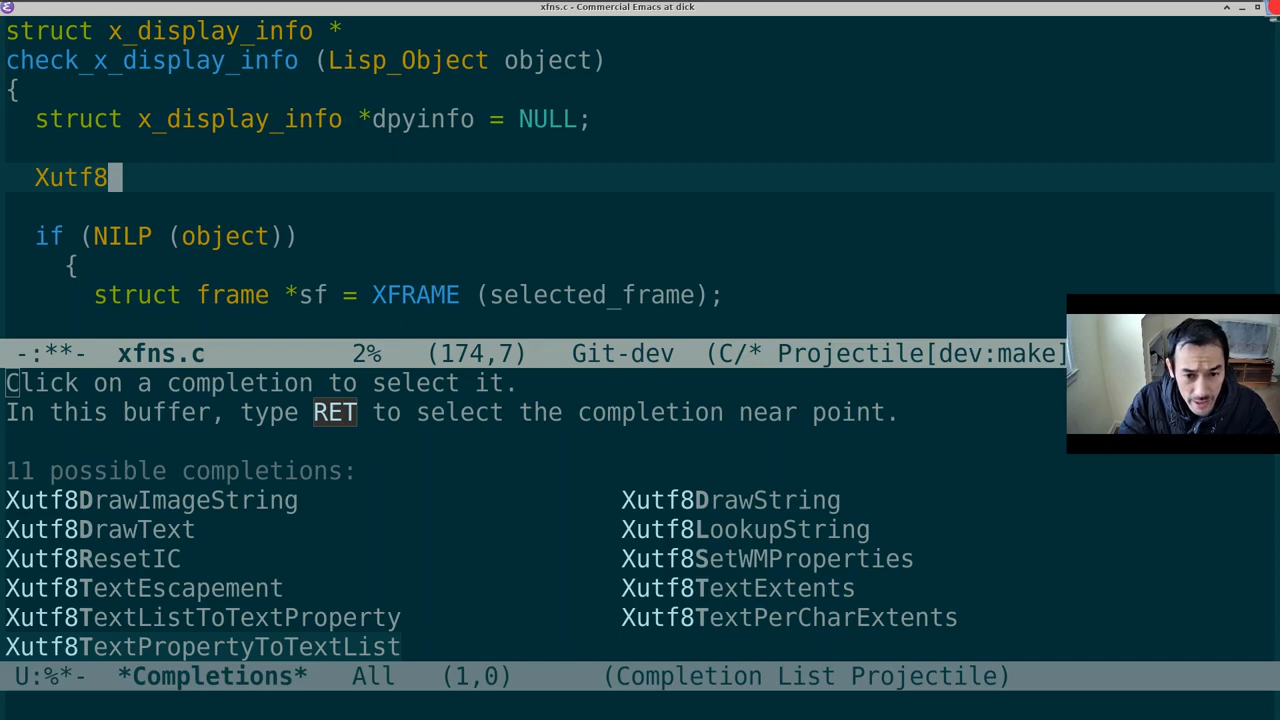 xfns.c - Commercial Emacs at dick
struct x_display_info *
check_x_display_info (Lisp_Object object)
{
struct x_display_info *dpyinfo = NULL;
Xutf8
if (NILP (object))
{
struct frame *sf = XFRAME (selected_frame);
-:**- xfns.c 2% (174,7) Git-dev (C/* Projectile[dev:make]
Click on a completion to select it.
In this buffer, type RET to select the completion near point.
11 possible completions:
Xutf8DrawImageString Xutf8DrawString
Xutf8DrawText Xutf8LookupString
Xutf8ResetIC Xutf8SetWMProperties
Xutf8TextEscapement Xutf8TextExtents
Xutf8TextListToTextProperty Xutf8TextPerCharExtents
Xutf8TextPropertyToTextList
U:%*- *Completions* All (1,0) (Completion List Projectile)